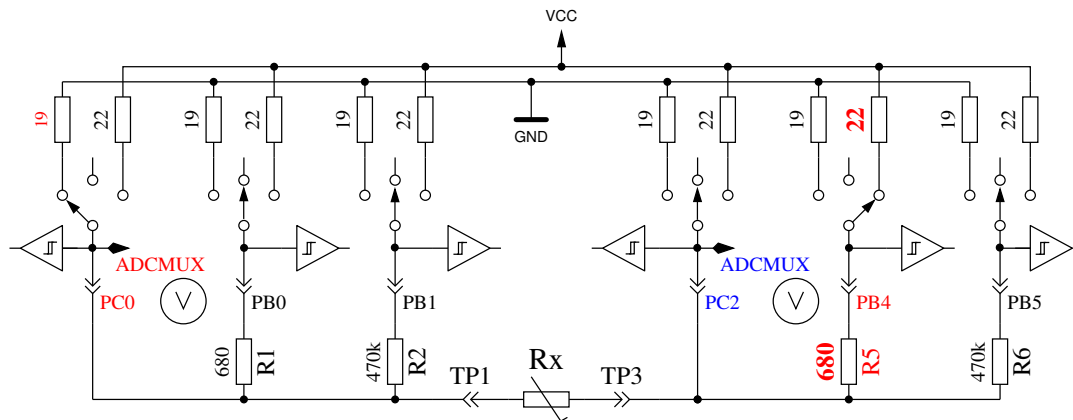 VCC
19
22
19
22
19
22
GND
19
22
19
22
19
22
ADCMUX
ADCMUX
PC0
V
PB0
PB1
PC2
V
PB4
PB5
680
R1
470k
R2
TP1
Rx
TP3
680
R5
470k
R6